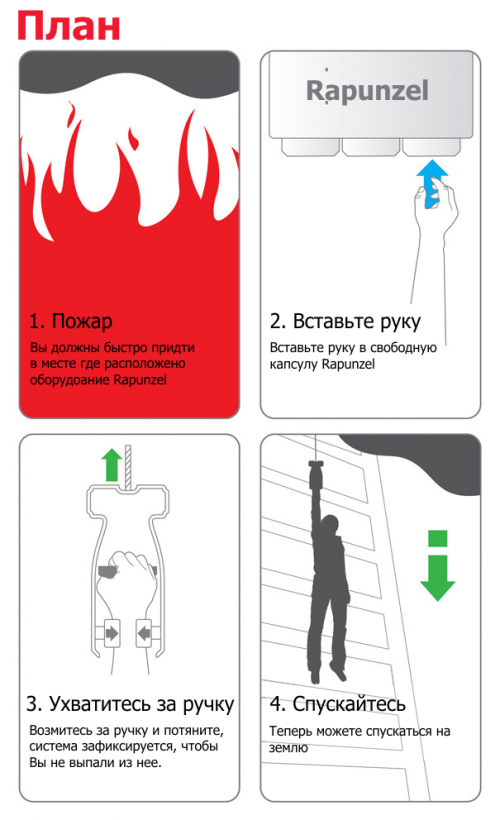 План
1. Пожар
Вы должны быстро придти
в месте где расположено
оборудоание Rapunzel
Rapunzel
2. Вставьте руку
Вставьте руку в свободную
капсулу Rapunzel
3. Ухватитесь за ручку
Возмитесь за ручку и потяните,
система зафиксируется, чтобы
Вы не выпали из нее.
4. Спускайтесь
Теперь можете спускаться на
землю